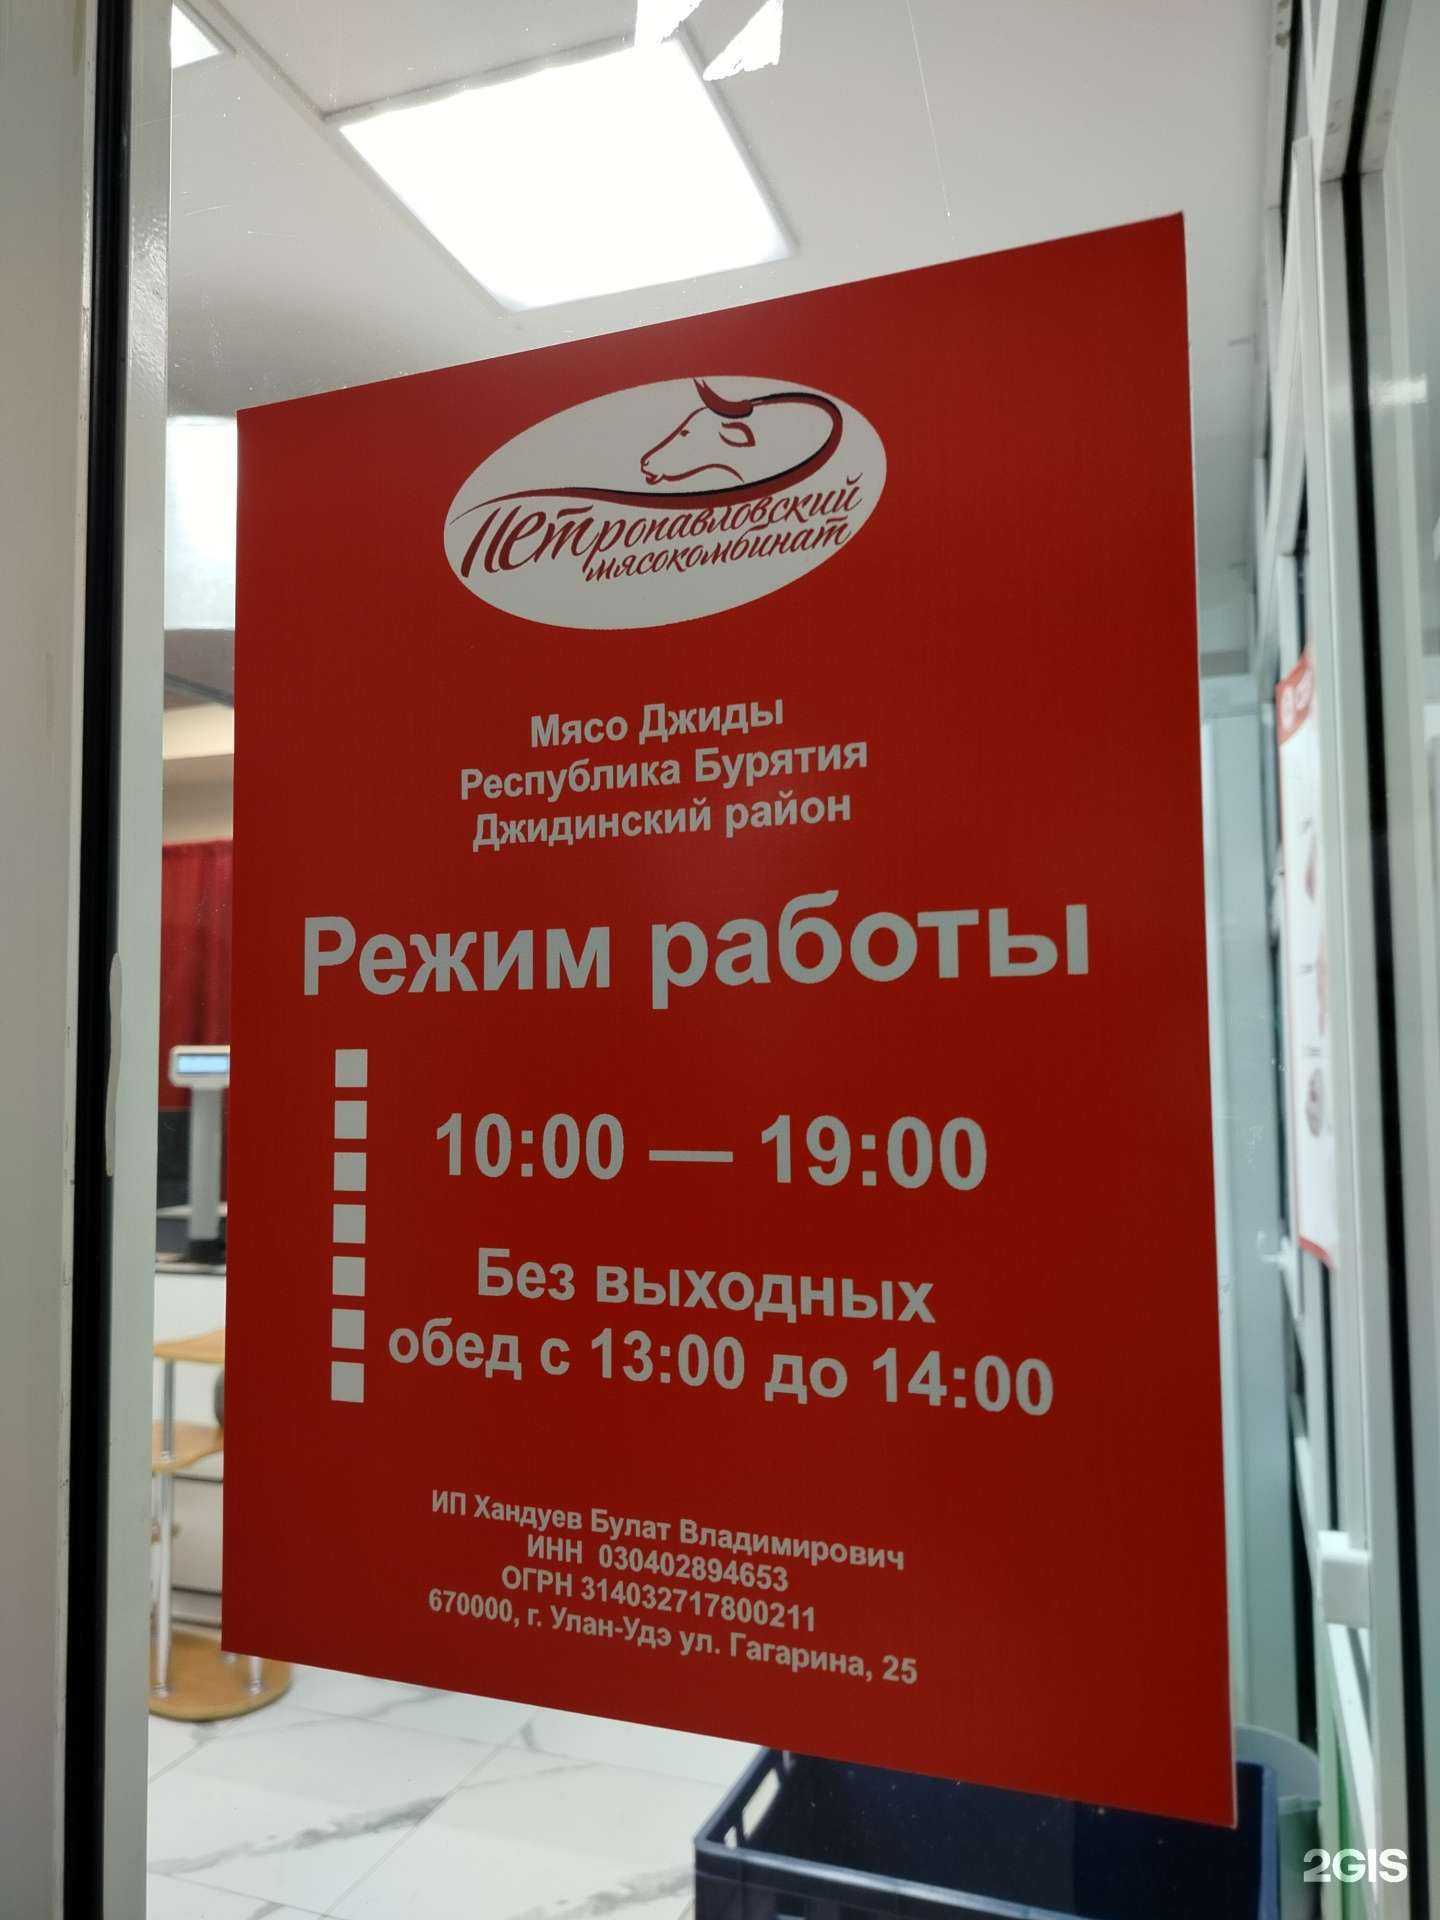 Петропавловский
мясокомбинат
Мясо Джиды
Республика Бурятия
Джидинский район
Режим работы
10:00 — 19:00
Без выходных
обед с 13:00 до 14:00
ИП Хандуев Булат Владимирович
ИНН 030402894653
ОГРН 314032717800211
670000, г. Улан-Удэ ул. Гагарина, 25
2GIS